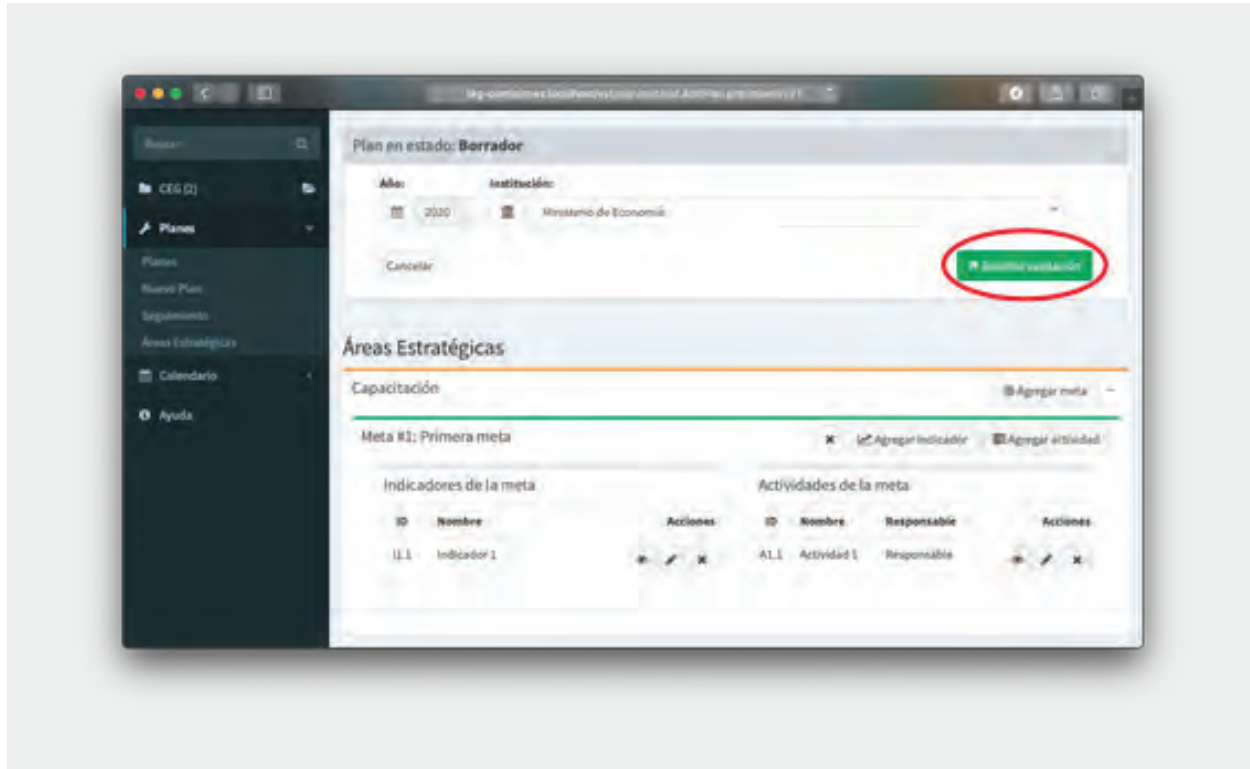 Buscar
CEG (2)
Planes
Planes
Nuevo Plan
Seguimiento
Áreas Estratégicas
Calendario
Ayuda
Plan en estado: Borrador
Año: Institución:
2020 Ministerio de Economía
Cancelar Solicitar validación
Áreas Estratégicas
Capacitación Agregar meta
Meta #1: Primera meta Agregar indicador Agregar actividad
Indicadores de la meta Actividades de la meta
ID Nombre Acciones ID Nombre Responsable Acciones
I1.1 Indicador 1 A1.1 Actividad 1 Responsable